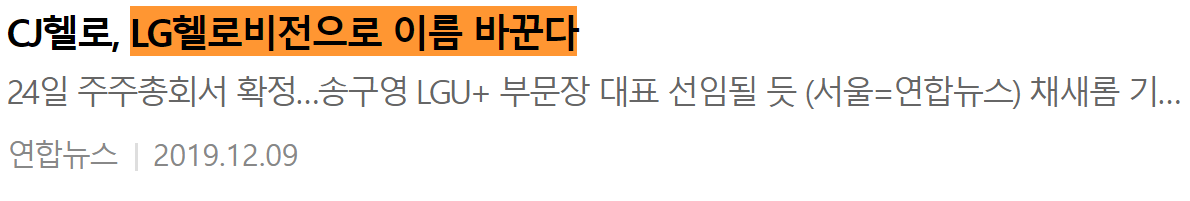 CJ헬로, LG헬로비전으로 이름 바꾼다
24일 주주총회서 확정...송구영 LGU+ 부문장 대표 선임될 듯 (서울=연합뉴스) 채새롬 기...
연합뉴스 | 2019.12.09